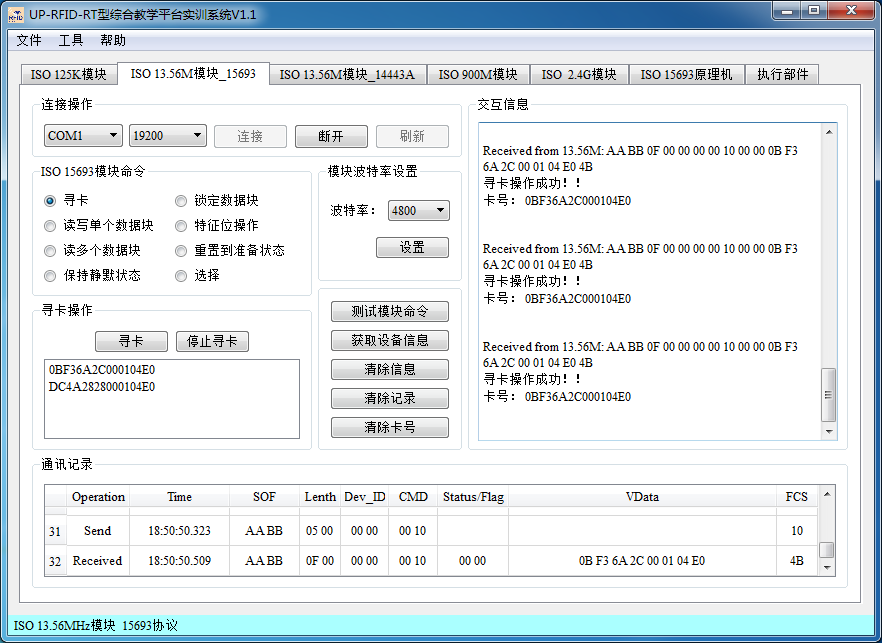 UP-RFID-RT型综合教学平台实训系统V1.1
文件 工具 帮助
ISO 125K模块 ISO 13.56M模块_15693 ISO 13.56M模块_14443A ISO 900M模块 ISO 2.4G模块 ISO 15693原理机 执行部件
连接操作
COM1 19200 连接 断开 刷新
ISO 15693模块命令
寻卡 锁定数据块
读写单个数据块 特征位操作
读多个数据块 重置到准备状态
保持静默状态 选择
模块波特率设置
波特率： 4800
设置
寻卡操作
寻卡 停止寻卡
0BF36A2C000104E0
DC4A2828000104E0
测试模块命令
获取设备信息
清除信息
清除记录
清除卡号
交互信息
Received from 13.56M: AA BB 0F 00 00 00 00 10 00 00 0B F3
6A 2C 00 01 04 E0 4B
寻卡操作成功！！
卡号： 0BF36A2C000104E0
Received from 13.56M: AA BB 0F 00 00 00 00 10 00 00 0B F3
6A 2C 00 01 04 E0 4B
寻卡操作成功！！
卡号： 0BF36A2C000104E0
Received from 13.56M: AA BB 0F 00 00 00 00 10 00 00 0B F3
6A 2C 00 01 04 E0 4B
寻卡操作成功！！
卡号： 0BF36A2C000104E0
通讯记录
Operation Time SOF Lenth Dev_ID CMD Status/Flag VData FCS
31 Send 18:50:50.323 AA BB 05 00 00 00 00 10 10
32 Received 18:50:50.509 AA BB 0F 00 00 00 00 10 00 00 0B F3 6A 2C 00 01 04 E0 4B
ISO 13.56MHz模块 15693协议